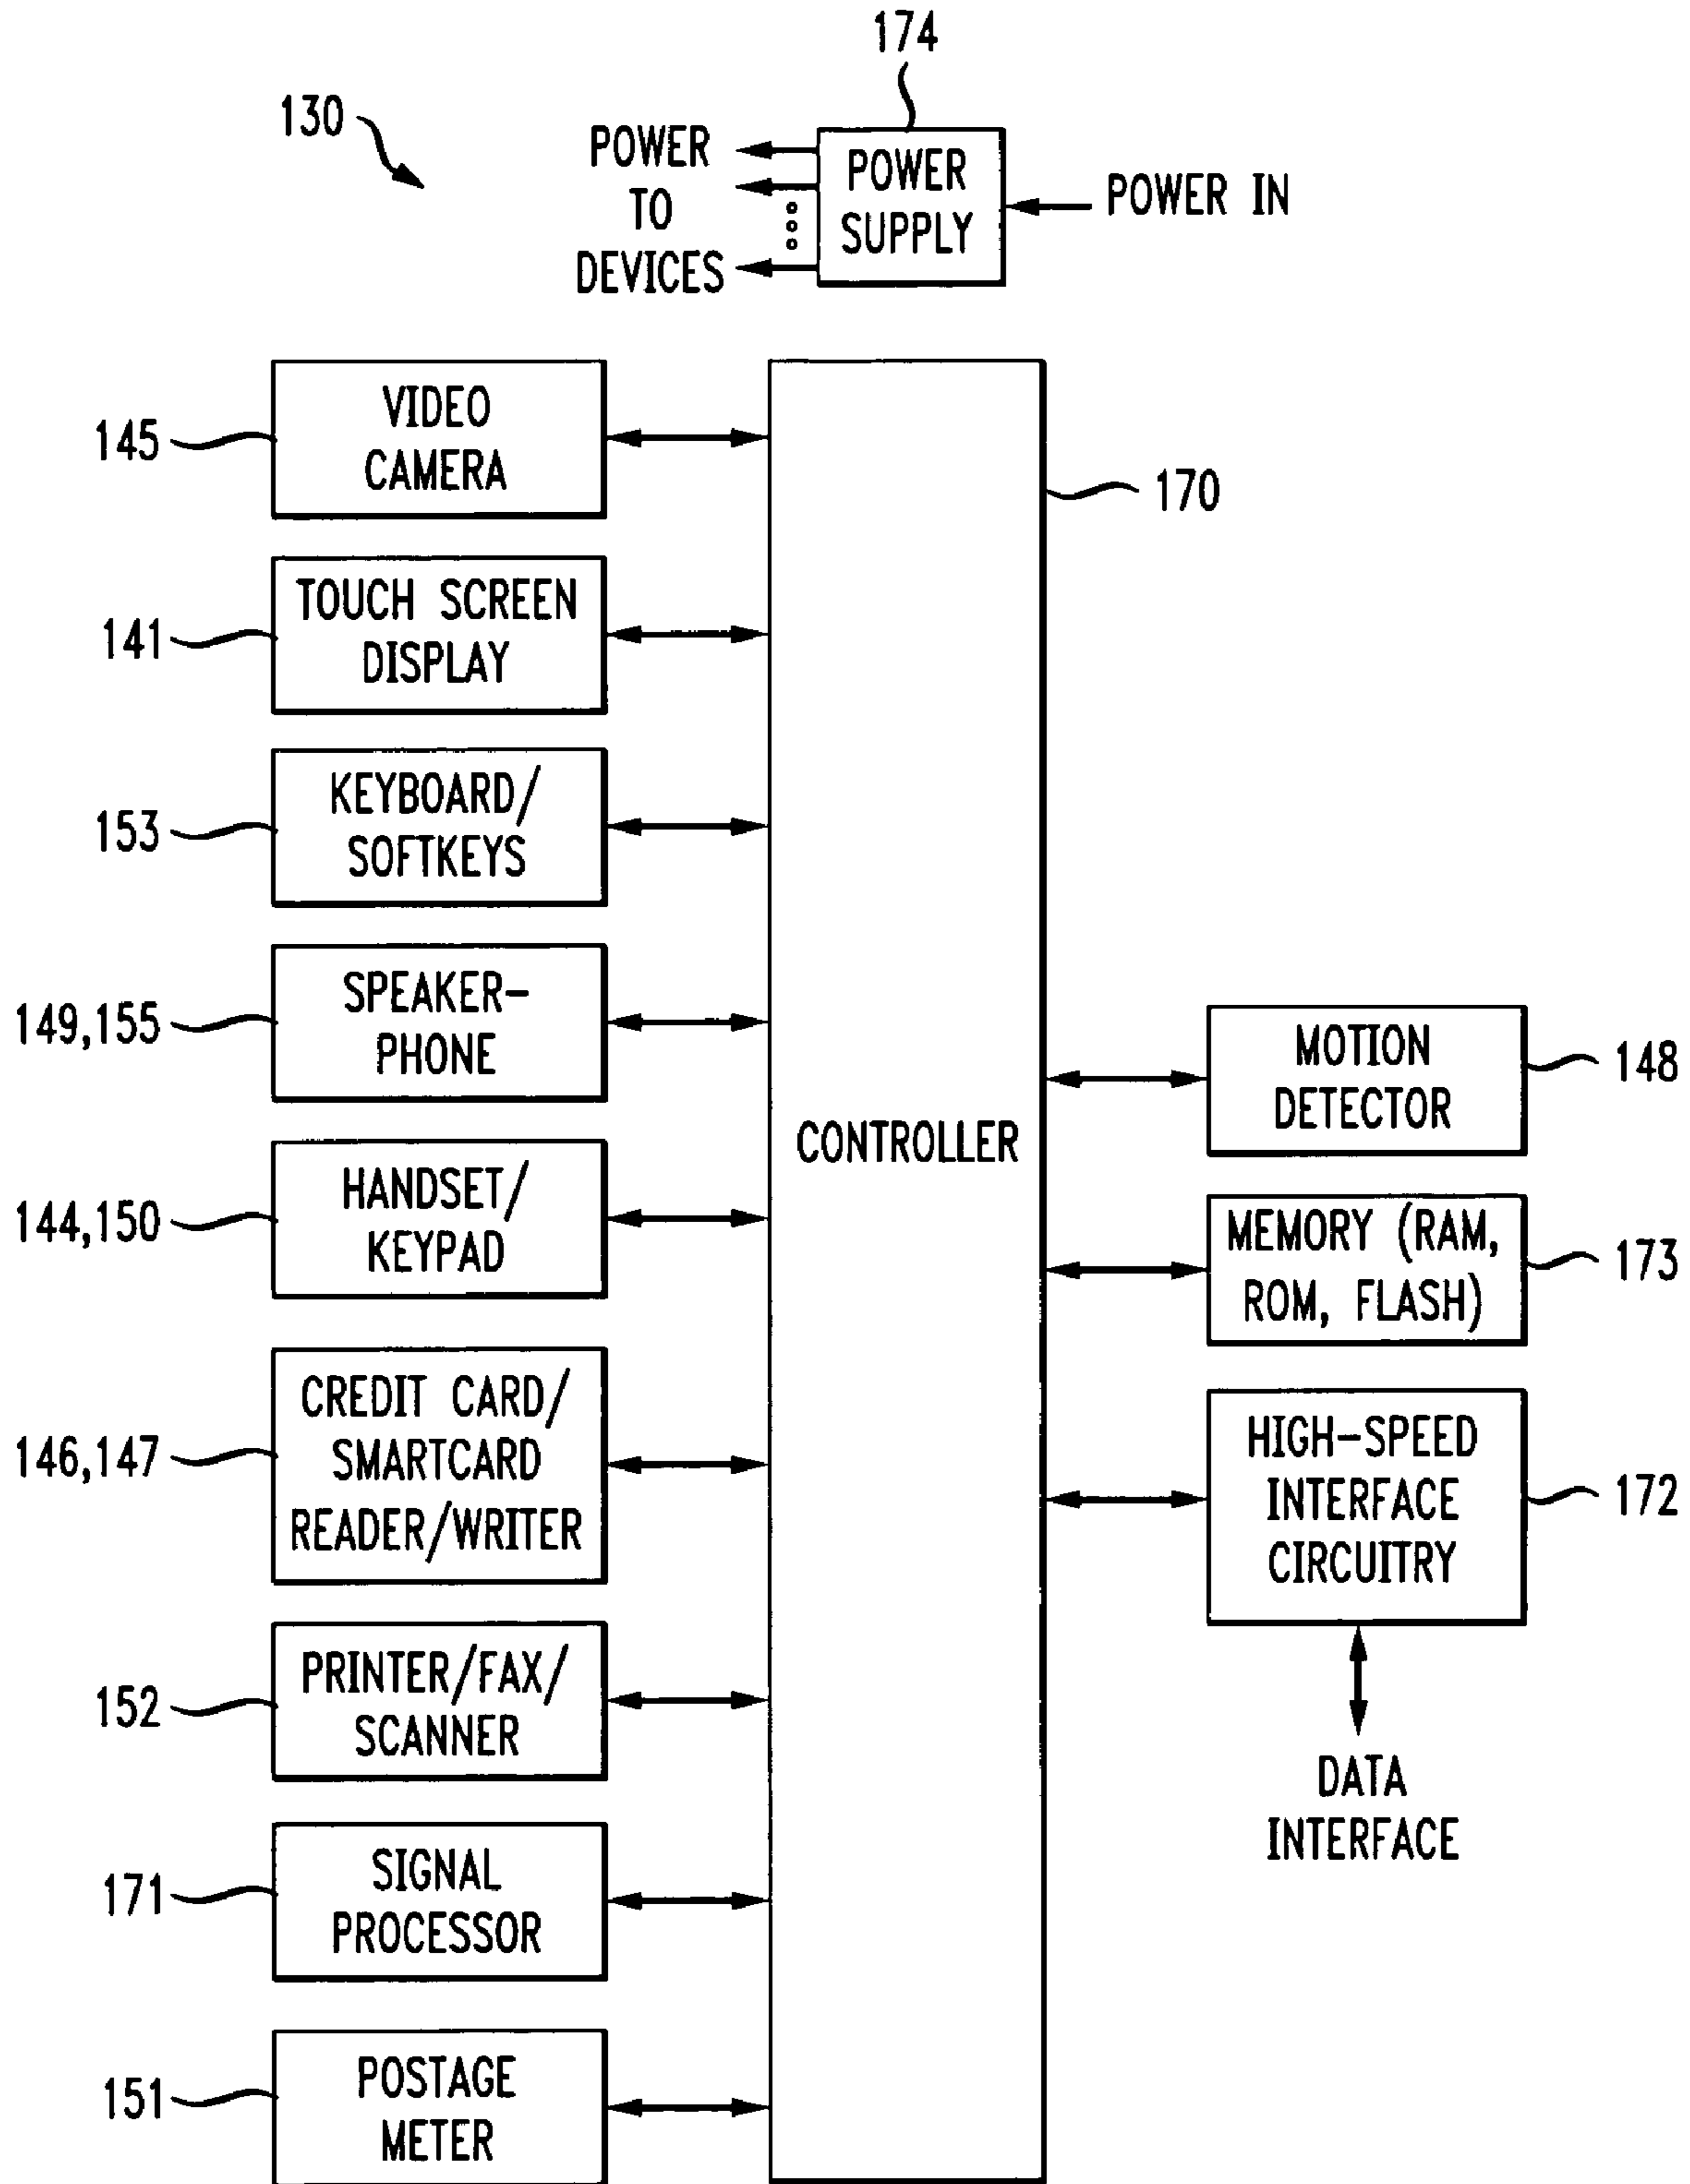 174
130
POWER
TO
DEVICES
POWER
SUPPLY
POWER IN
145
VIDEO
CAMERA
170
141
TOUCH SCREEN
DISPLAY
153
KEYBOARD/
SOFTKEYS
149,155
SPEAKER-
PHONE
144,150
HANDSET/
KEYPAD
146,147
CREDIT CARD/
SMARTCARD
READER/WRITER
152
PRINTER/FAX/
SCANNER
171
SIGNAL
PROCESSOR
151
POSTAGE
METER
CONTROLLER
MOTION
DETECTOR
148
MEMORY (RAM,
ROM, FLASH)
173
HIGH-SPEED
INTERFACE
CIRCUITRY
172
DATA
INTERFACE